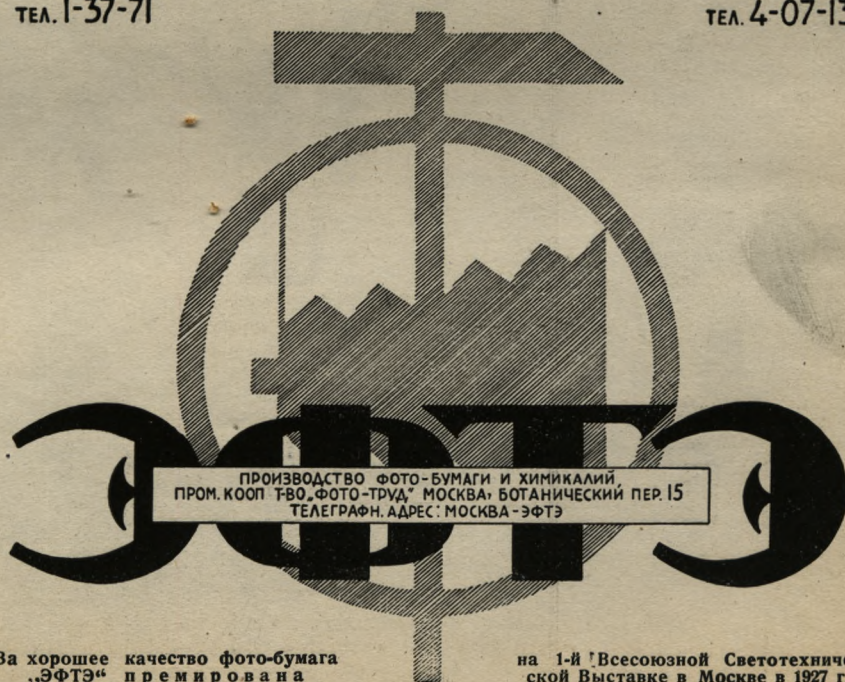 ТЕЛ. 1-37-71
ТЕЛ. 4-07-13
ЭФТЭ
ПРОИЗВОДСТВО ФОТО-БУМАГИ И ХИМИКАЛИЙ
ПРОМ. КООП Т-ВО „ФОТО-ТРУД" МОСКВА, БОТАНИЧЕСКИЙ ПЕР. 15
ТЕЛЕГРАФН. АДРЕС: МОСКВА-ЭФТЭ
За хорошее качество фото-бумага
„ЭФТЭ“ премирована
на 1-й Всесоюзной Светотехниче
ской Выставке в Москве в 1927 г